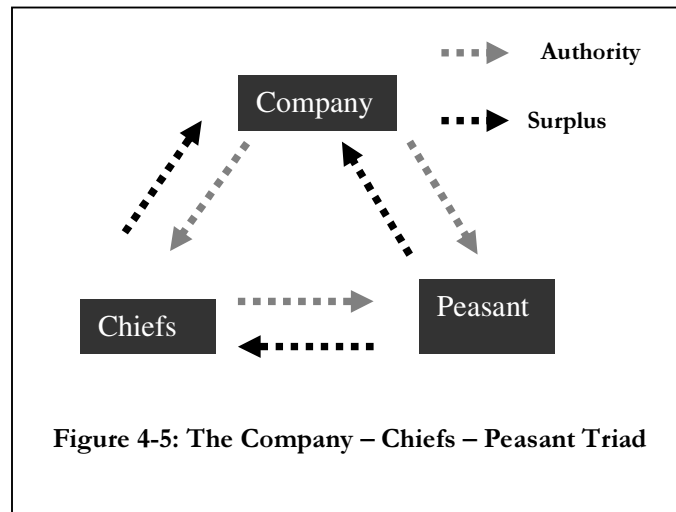 Authority
Company
Surplus
Peasant
Chiefs
Figure 4-5: The Company – Chiefs – Peasant Triad